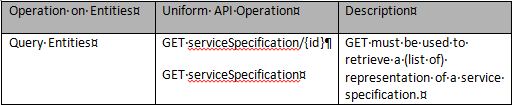 Operation on Entities¤ Uniform API Operation¤ Description¤
Query Entities¤ GET serviceSpecification/{id}¶ GET must be used to
retrieve a (list of)
GET serviceSpecification¤ representation of a service
specification.¤